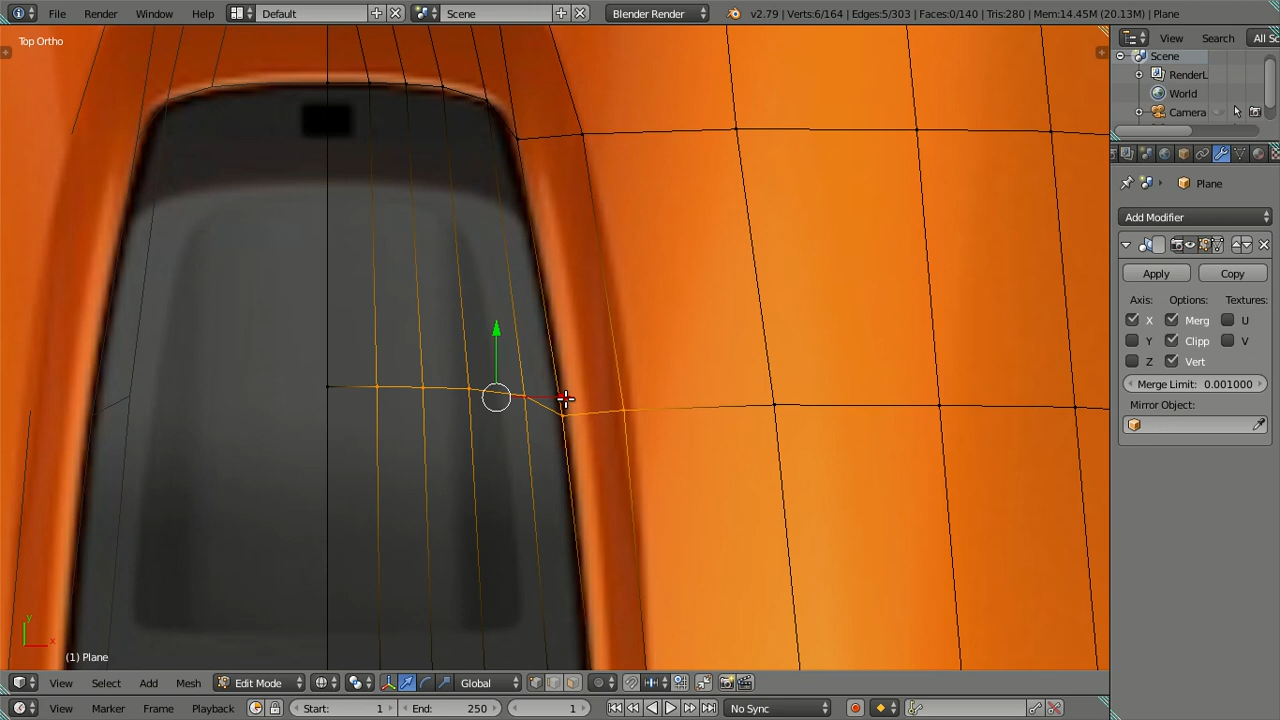 File Render Window Help Default Scene Blender Render v2.79 | Verts:6/164 | Edges:5/303 | Faces:0/140 | Tris:280 | Mem:14.45M (20.13M) | Plane
Top Ortho
View Search All Sc
Scene
RenderL
World
Camera
Plane
Add Modifier
Apply Copy
Axis: Options: Textures:
X Merg U
Y Clipp V
Z Vert
Merge Limit: 0.001000
Mirror Object:
y
x
(1) Plane
View Select Add Mesh Edit Mode Global
View Marker Frame Playback Start: 1 End: 250 1 No Sync